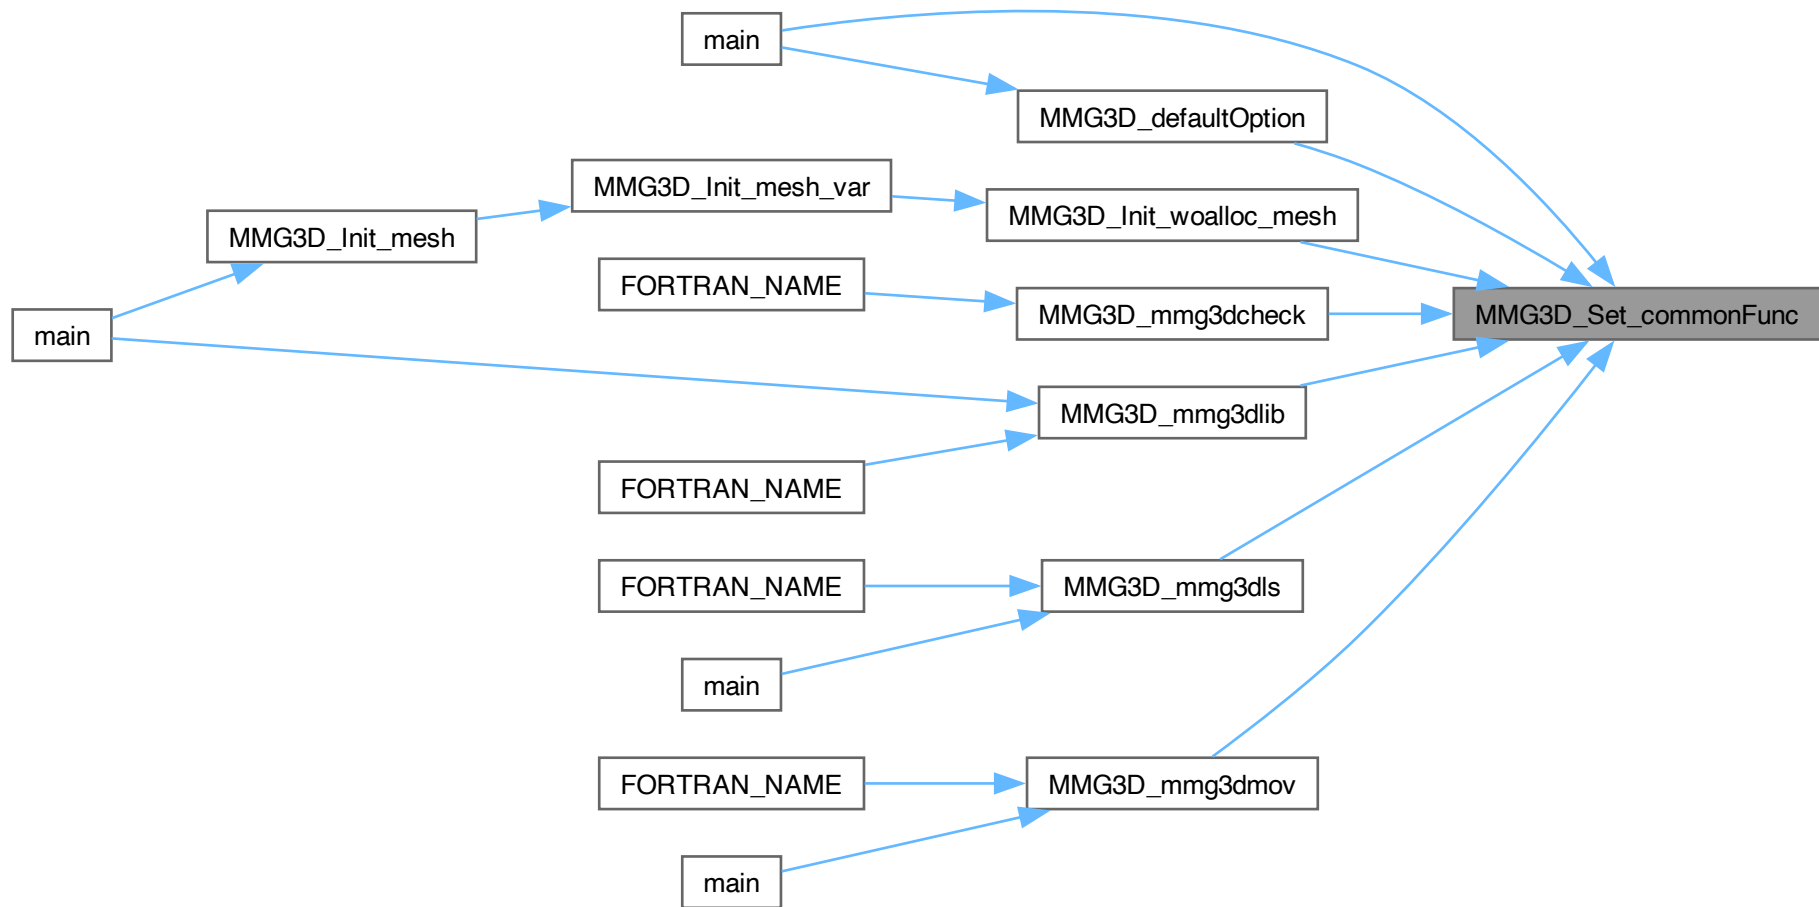 main
MMG3D_defaultOption
MMG3D_Init_mesh_var
MMG3D_Init_woalloc_mesh
MMG3D_Init_mesh
FORTRAN_NAME
MMG3D_mmg3dcheck
MMG3D_Set_commonFunc
main
MMG3D_mmg3dlib
FORTRAN_NAME
FORTRAN_NAME
MMG3D_mmg3dls
main
FORTRAN_NAME
MMG3D_mmg3dmov
main